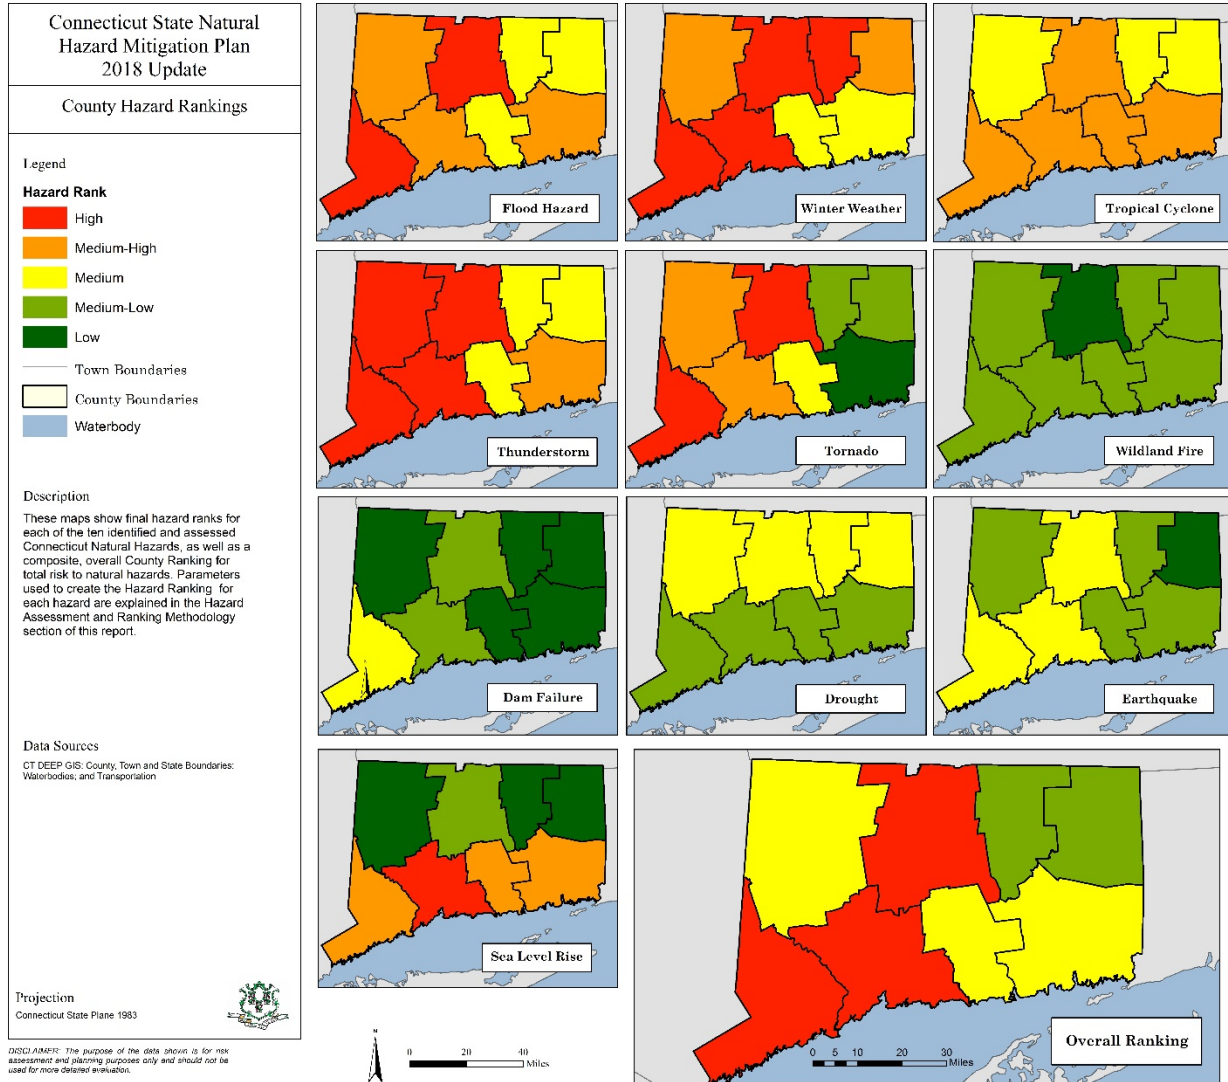 Connecticut State Natural
Hazard Mitigation Plan
2018 Update
County Hazard Rankings
Legend
Hazard Rank
High
Medium-High
Medium
Medium-Low
Low
Town Boundaries
County Boundaries
Waterbody
Description
These maps show final hazard ranks for
each of the ten identified and assessed
Connecticut Natural Hazards, as well as a
composite, overall County Ranking for
total risk to natural hazards. Parameters
used to create the Hazard Ranking for
each hazard are explained in the Hazard
Assessment and Ranking Methodology
section of this report.
Data Sources
CT DEEP GIS: County, Town and State Boundaries;
Waterbodies; and Transportation
Projection
Connecticut State Plane 1983
DISCLAIMER: The purpose of the data shown is for risk
assessment and planning purposes only and should not be
used for more detailed evaluation.
Flood Hazard
Winter Weather
Tropical Cyclone
Thunderstorm
Tornado
Wildland Fire
Dam Failure
Drought
Earthquake
Sea Level Rise
Overall Ranking
N
0 20 40
Miles
0 5 10 20 30
Miles